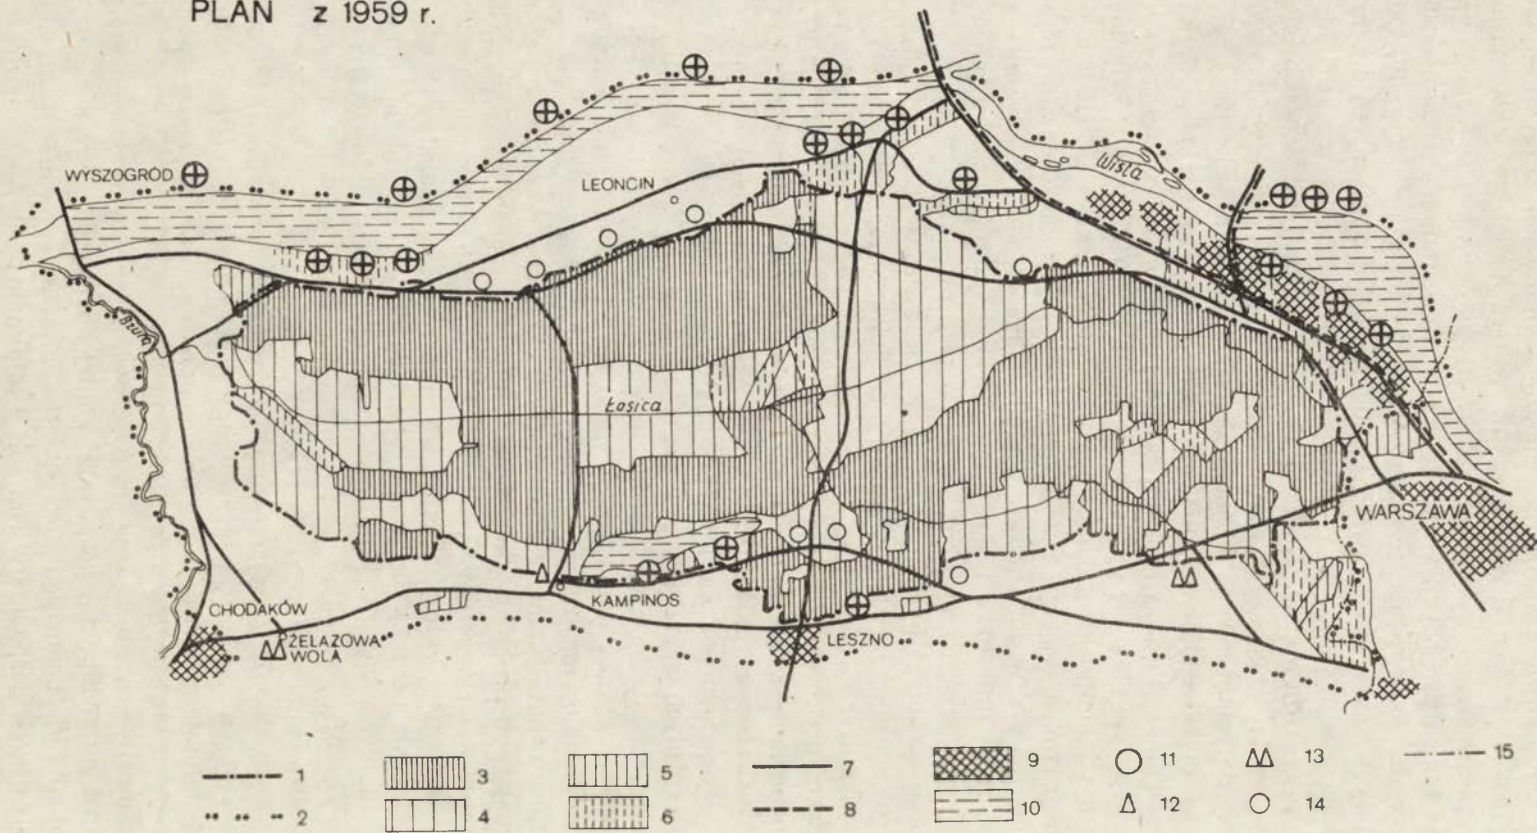 PLAN z 1959 r.
WYSZOGRÓD
LEONCIN
Wisła
Bzura
Łasica
WARSZAWA
CHODAKÓW
KAMPINOS
ŻELAZOWA
WOLA
LESZNO
1 3 5 7 9 11 13 15
2 4 6 8 10 12 14